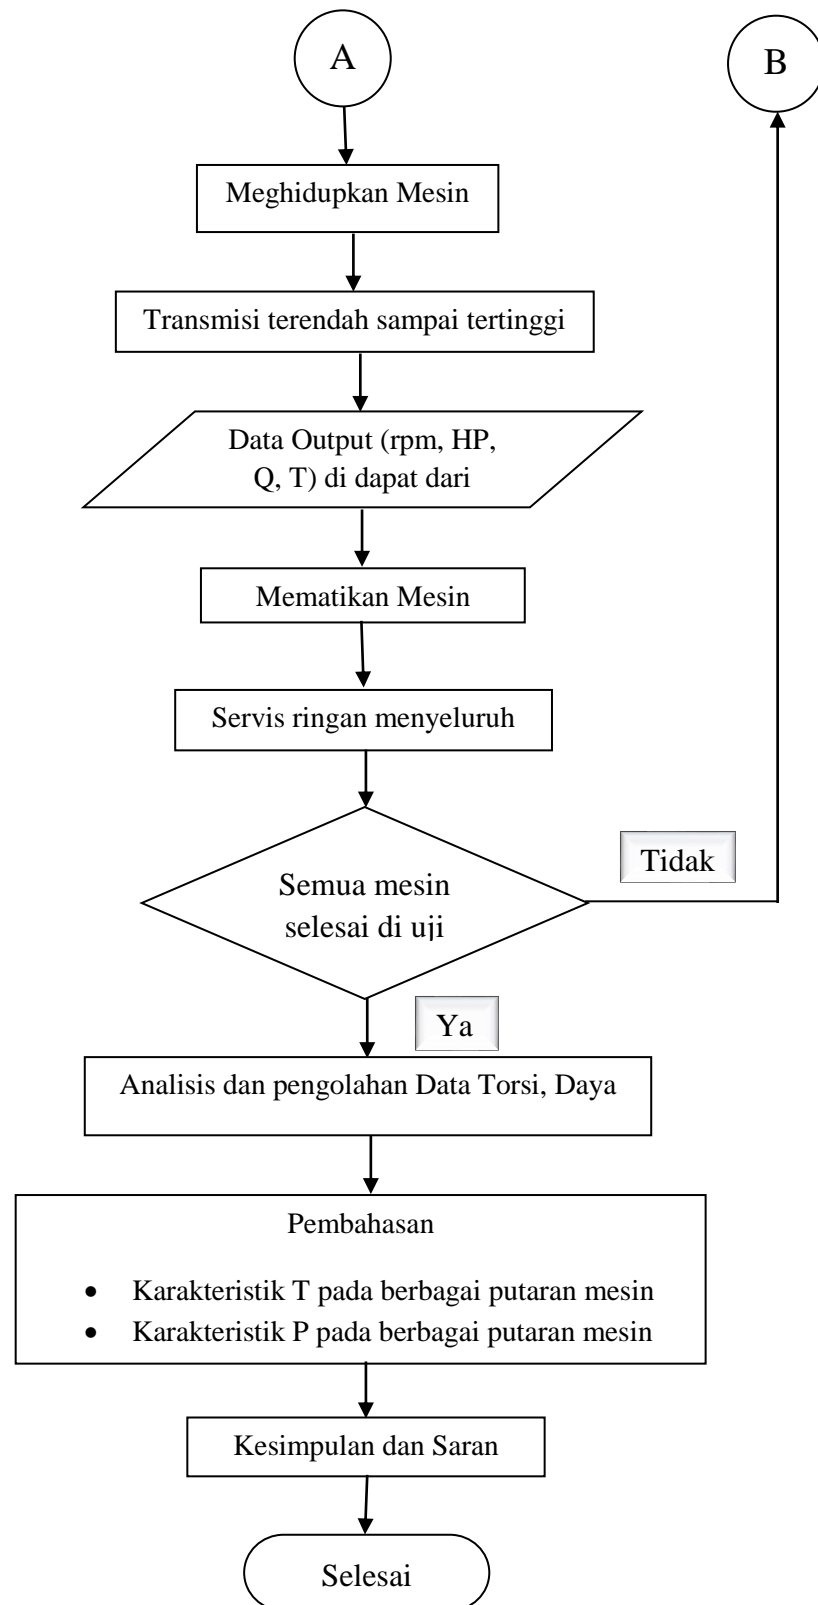 A
B
Meghidupkan Mesin
Transmisi terendah sampai tertinggi
Data Output (rpm, HP,
Q, T) di dapat dari
Mematikan Mesin
Servis ringan menyeluruh
Semua mesin
selesai di uji
Tidak
Ya
Analisis dan pengolahan Data Torsi, Daya
Pembahasan
• Karakteristik T pada berbagai putaran mesin
• Karakteristik P pada berbagai putaran mesin
Kesimpulan dan Saran
Selesai